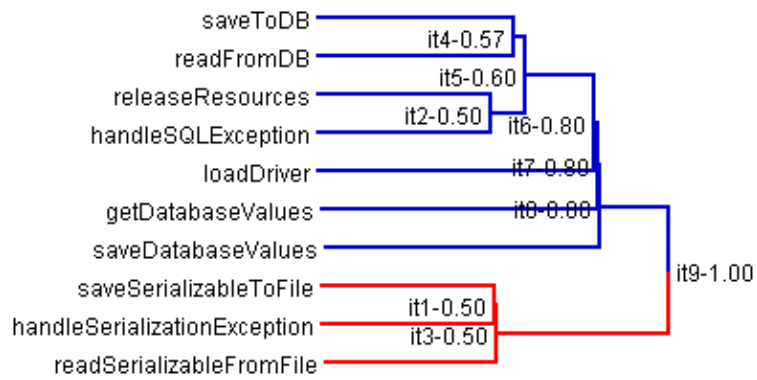 saveToDB
it4-0.57
readFromDB
it5-0.60
releaseResources
it2-0.50
handleSQLException
it6-0.80
loadDriver
it7-0.80
getDatabaseValues
it8-0.80
saveDatabaseValues
it9-1.00
saveSerializableToFile
it1-0.50
handleSerializationException
it3-0.50
readSerializableFromFile